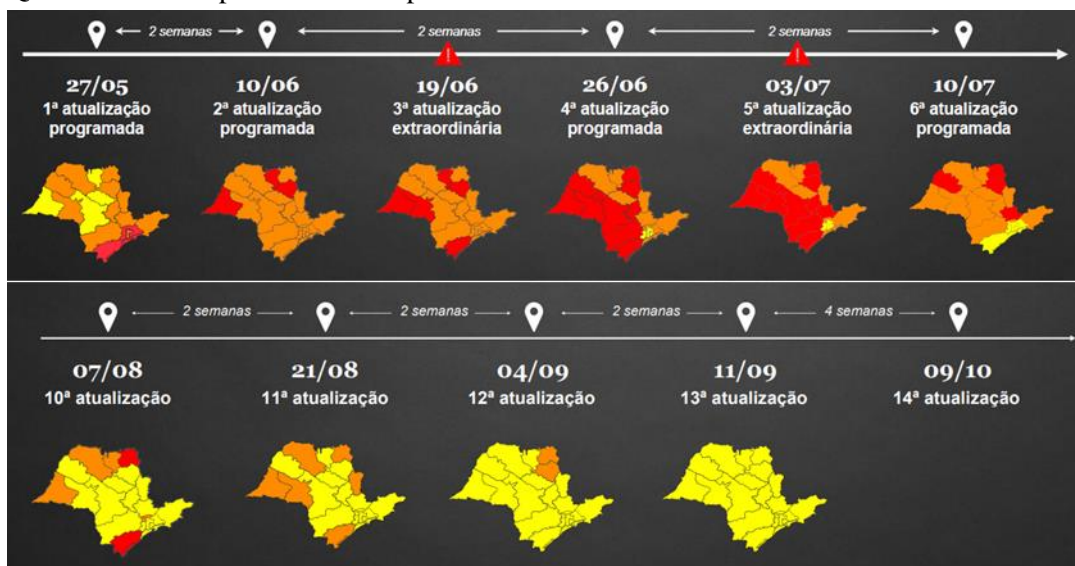 2 semanas 2 semanas 2 semanas
27/05 10/06 19/06 26/06 03/07 10/07
1ª atualização 2ª atualização 3ª atualização 4ª atualização 5ª atualização 6ª atualização
programada programada extraordinária programada extraordinária programada
2 semanas 2 semanas 2 semanas 4 semanas
07/08 21/08 04/09 11/09 09/10
10ª atualização 11ª atualização 12ª atualização 13ª atualização 14ª atualização